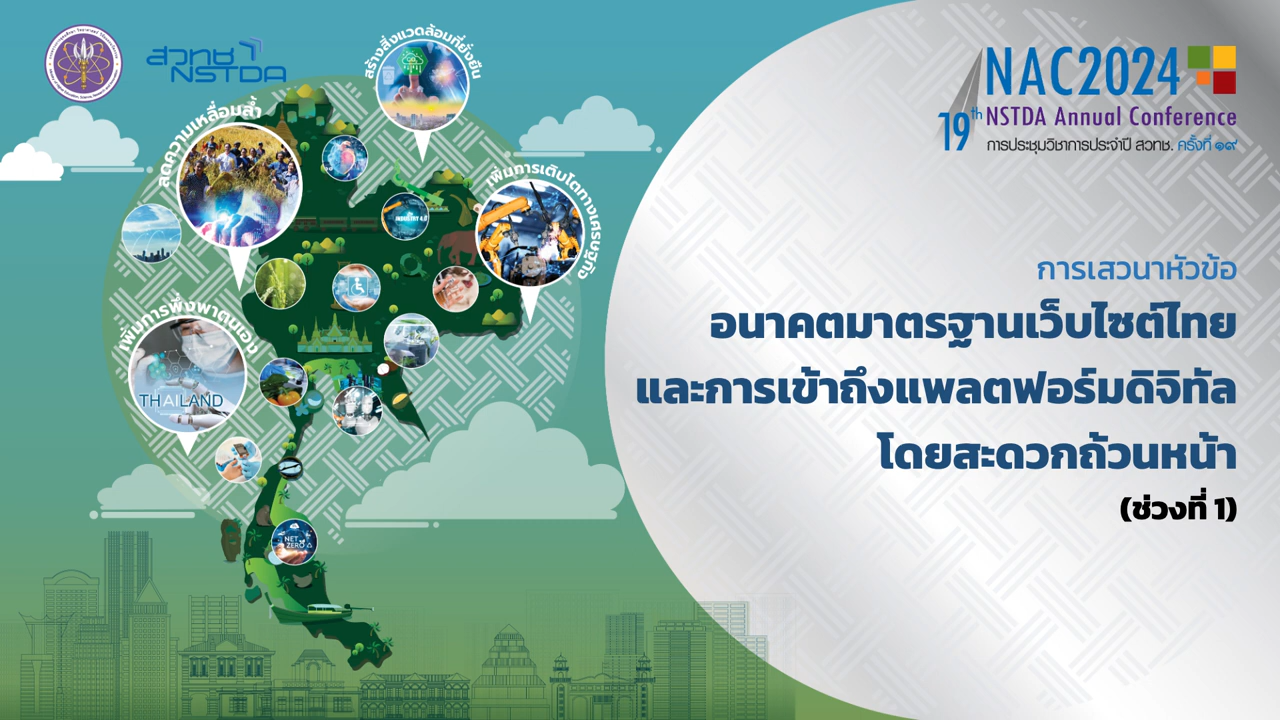 สวทช
NSTDA
สร้างสิ่งแวดล้อมที่ยั่งยืน
ลดความเหลื่อมล้ำ
เพิ่มการเติบโตทางเศรษฐกิจ
INDUSTRY 4.0
เพิ่มการพึ่งพาตนเอง
THAILAND
NET ZERO
19th
NAC2024
NSTDA Annual Conference
การประชุมวิชาการประจำปี สวทช. ครั้งที่ ๑๙
การเสวนาหัวข้อ
อนาคตมาตรฐานเว็บไซต์ไทย
และการเข้าถึงแพลตฟอร์มดิจิทัล
โดยสะดวกถ้วนหน้า
(ช่วงที่ 1)